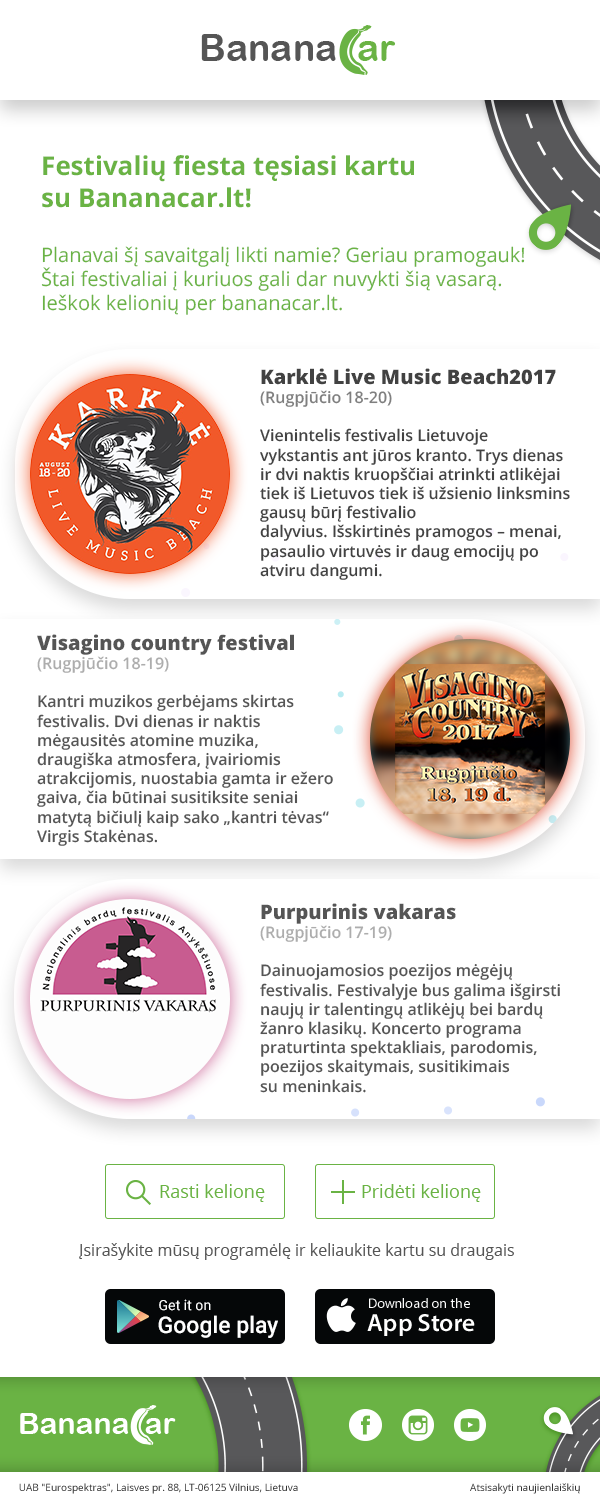 BananaCar
Festivalių fiesta tęsiasi kartu
su Bananacar.lt!
Planavai šį savaitgalį likti namie? Geriau pramogauk!
Štai festivaliai į kuriuos gali dar nuvykti šią vasarą.
Ieškok kelionių per bananacar.lt.
KARKLĖ
AUGUST
18-20
LIVE MUSIC BEACH
Karklė Live Music Beach2017
(Rugpjūčio 18-20)
Vienintelis festivalis Lietuvoje
vykstantis ant jūros kranto. Trys dienas
ir dvi naktis kruopščiai atrinkti atlikėjai
tiek iš Lietuvos tiek iš užsienio linksmins
gausų būrį festivalio
dalyvius. Išskirtinės pramogos – menai,
pasaulio virtuvės ir daug emocijų po
atviru dangumi.
Visagino country festival
(Rugpjūčio 18-19)
Kantri muzikos gerbėjams skirtas
festivalis. Dvi dienas ir naktis
mėgausitės atomine muzika,
draugiška atmosfera, įvairiomis
atrakcijomis, nuostabia gamta ir ežero
gaiva, čia būtinai susitiksite seniai
matytą bičiulį kaip sako „kantri tėvas“
Virgis Stakėnas.
VISAGINO
COUNTRY
2017
Rugpjūčio
18, 19 d.
Nacionalinis bardų festivalis Anykščiuose
PURPURINIS VAKARAS
Purpurinis vakaras
(Rugpjūčio 17-19)
Dainuojamosios poezijos mėgėjų
festivalis. Festivalyje bus galima išgirsti
naujų ir talentingų atlikėjų bei bardų
žanro klasikų. Koncerto programa
praturtinta spektakliais, parodomis,
poezijos skaitymais, susitikimais
su meninkais.
Rasti kelionę
Pridėti kelionę
Įsirašykite mūsų programėlę ir keliaukite kartu su draugais
Get it on
Google play
Download on the
App Store
BananaCar
UAB "Eurospektras", Laisves pr. 88, LT-06125 Vilnius, Lietuva
Atsisakyti naujienlaiškių